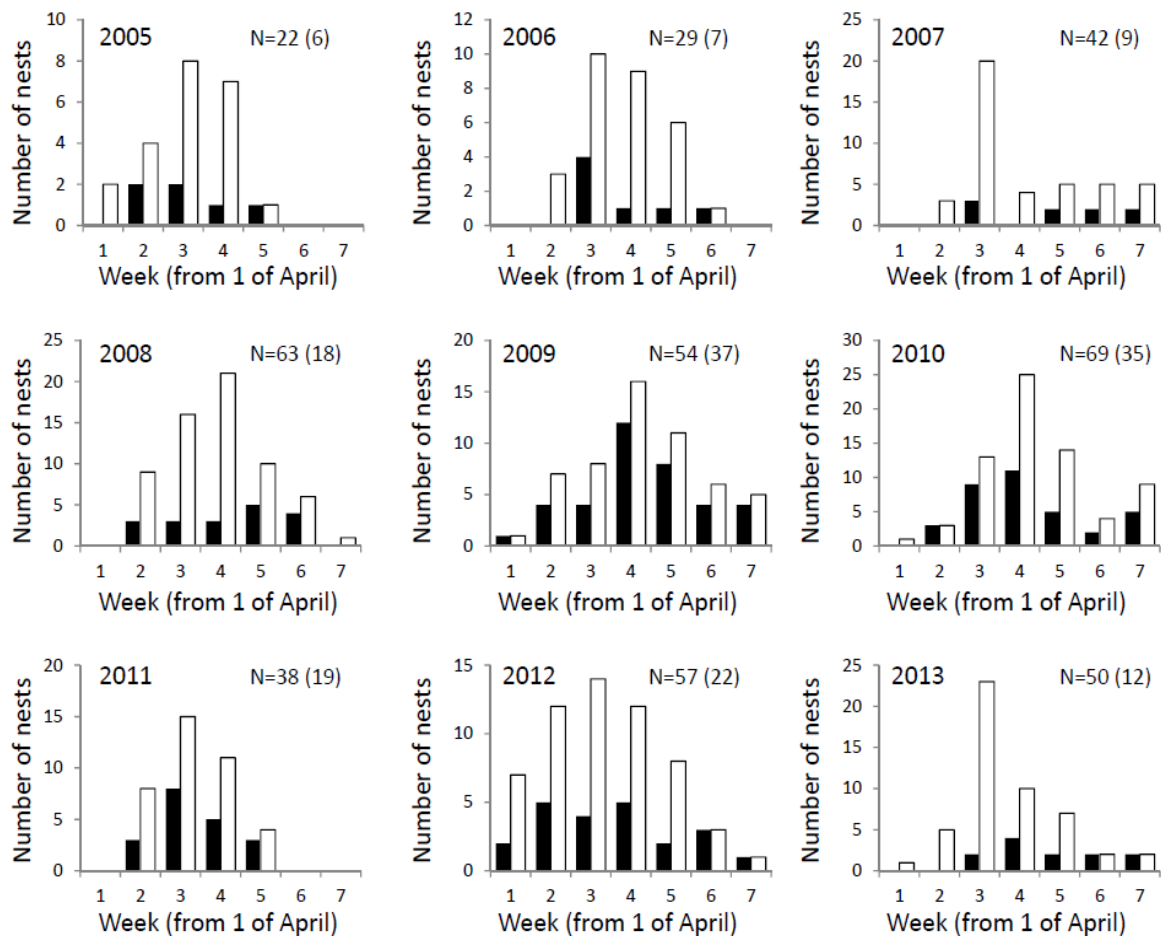 10
8
6
4
2
0
2005
N=22 (6)
Number of nests
1 2 3 4 5 6 7
Week (from 1 of April)
12
10
8
6
4
2
0
2006
N=29 (7)
Number of nests
1 2 3 4 5 6 7
Week (from 1 of April)
25
20
15
10
5
0
2007
N=42 (9)
Number of nests
1 2 3 4 5 6 7
Week (from 1 of April)
25
20
15
10
5
0
2008
N=63 (18)
Number of nests
1 2 3 4 5 6 7
Week (from 1 of April)
20
15
10
5
0
2009
N=54 (37)
Number of nests
1 2 3 4 5 6 7
Week (from 1 of April)
30
25
20
15
10
5
0
2010
N=69 (35)
Number of nests
1 2 3 4 5 6 7
Week (from 1 of April)
20
15
10
5
0
2011
N=38 (19)
Number of nests
1 2 3 4 5 6 7
Week (from 1 of April)
15
10
5
0
2012
N=57 (22)
Number of nests
1 2 3 4 5 6 7
Week (from 1 of April)
25
20
15
10
5
0
2013
N=50 (12)
Number of nests
1 2 3 4 5 6 7
Week (from 1 of April)